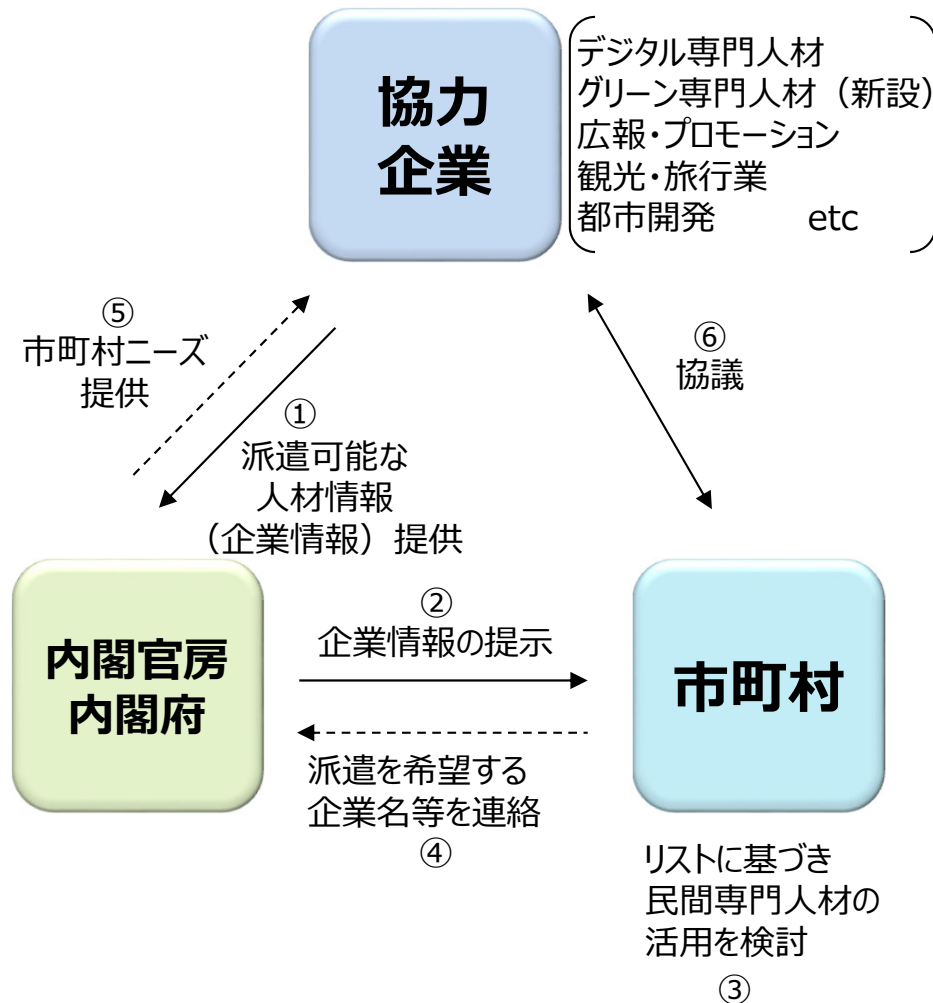 協力
企業
デジタル専門人材
グリーン専門人材（新設）
広報・プロモーション
観光・旅行業
都市開発　　etc
⑤
市町村ニーズ
提供
⑥
協議
①
派遣可能な
人材情報
（企業情報）提供
内閣官房
内閣府
②
企業情報の提示
派遣を希望する
企業名等を連絡
④
市町村
リストに基づき
民間専門人材の
活用を検討
③